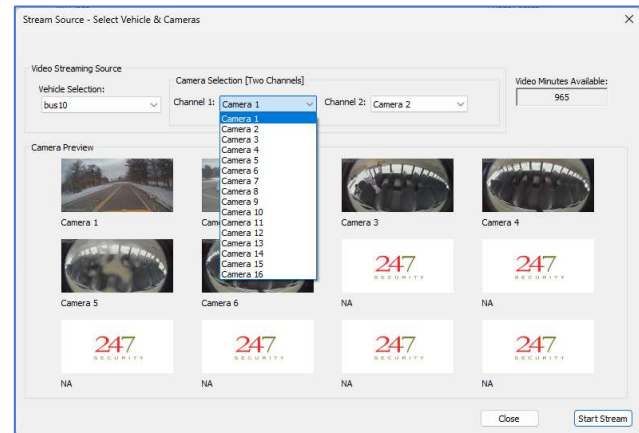 Stream Source - Select Vehicle & Cameras
Video Streaming Source
Vehicle Selection:
bus10
Camera Selection [Two Channels]
Channel 1:
Camera 1
Channel 2:
Camera 2
Video Minutes Available:
965
Camera 1
Camera 2
Camera 3
Camera 4
Camera 5
Camera 6
Camera 7
Camera 8
Camera 9
Camera 10
Camera 11
Camera 12
Camera 13
Camera 14
Camera 15
Camera 16
Camera Preview
Camera 1
Cam
Camera 3
Camera 4
247
SECURITY
247
SECURITY
Camera 5
Camera 6
NA
NA
247
SECURITY
247
SECURITY
247
SECURITY
247
SECURITY
NA
NA
NA
NA
Close
Start Stream